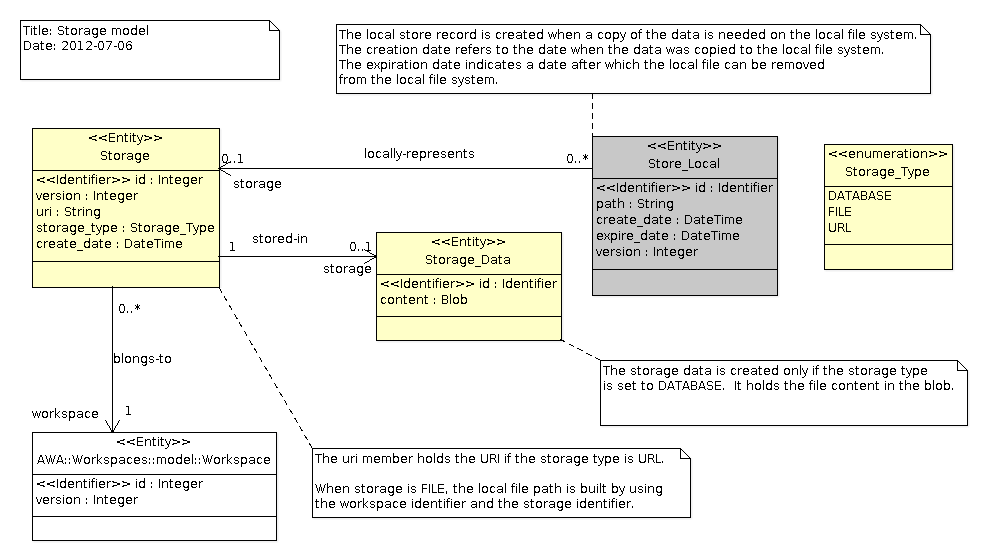 Title: Storage model
Date: 2012-07-06
The local store record is created when a copy of the data is needed on the local file system.
The creation date refers to the date when the data was copied to the local file system.
The expiration date indicates a date after which the local file can be removed
from the local file system.
<<Entity>>
Storage
<<Identifier>> id : Integer
version : Integer
uri : String
storage_type : Storage_Type
create_date : DateTime
0..1
locally-represents
0..*
storage
<<Entity>>
Store_Local
<<Identifier>> id : Identifier
path : String
create_date : DateTime
expire_date : DateTime
version : Integer
<<enumeration>>
Storage_Type
DATABASE
FILE
URL
1
stored-in
0..1
storage
<<Entity>>
Storage_Data
<<Identifier>> id : Identifier
content : Blob
0..*
blongs-to
workspace
1
The storage data is created only if the storage type
is set to DATABASE.  It holds the file content in the blob.
<<Entity>>
AWA::Workspaces::model::Workspace
<<Identifier>> id : Integer
version : Integer
The uri member holds the URI if the storage type is URL.
When storage is FILE, the local file path is built by using
the workspace identifier and the storage identifier.